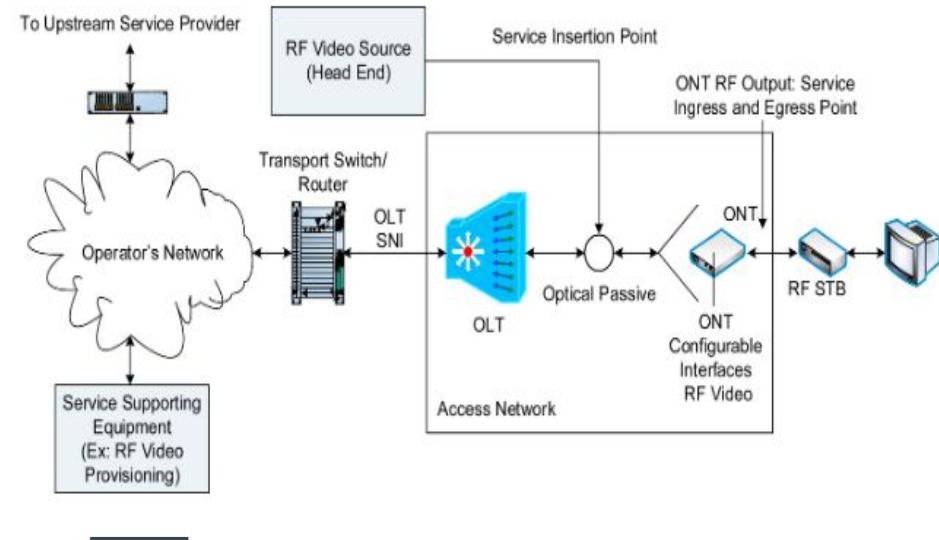 To Upstream Service Provider
RF Video Source
(Head End)
Service Insertion Point
ONT RF Output: Service
Ingress and Egress Point
Transport Switch/
Router
OLT
SNI
Operator's Network
ONT
Optical Passive
RF STB
OLT
ONT
Configurable
Interfaces
RF Video
Access Network
Service Supporting
Equipment
(Ex: RF Video
Provisioning)